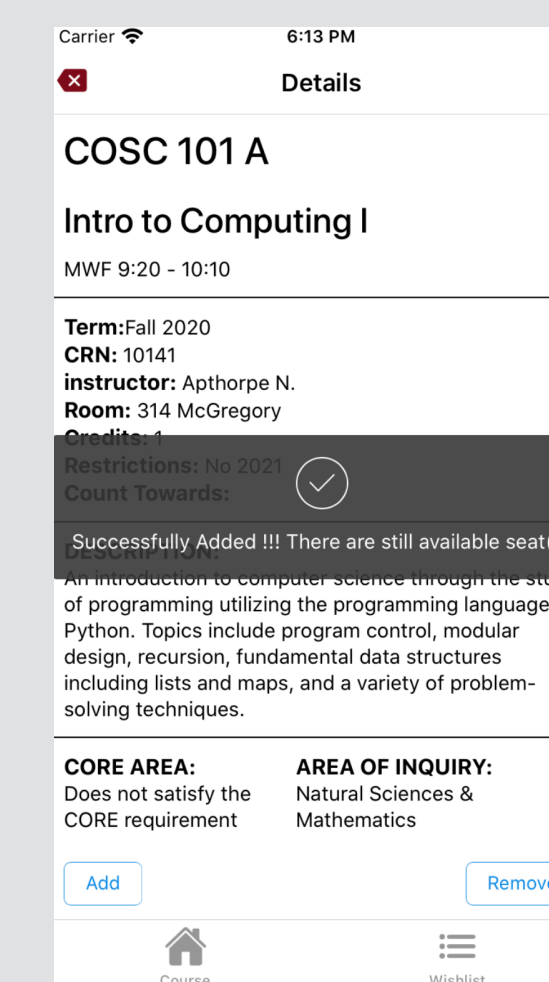 Carrier
6:13 PM
Details
COSC 101 A
Intro to Computing I
MWF 9:20 - 10:10
Term:Fall 2020
CRN: 10141
instructor: Apthorpe N.
Room: 314 McGregory
Credits: 1
Restrictions: No 2021
Count Towards:
Successfully Added !!! There are still available seat(
DESCRIPTION:
An introduction to computer science through the stu
of programming utilizing the programming language
Python. Topics include program control, modular
design, recursion, fundamental data structures
including lists and maps, and a variety of problem-
solving techniques.
CORE AREA:
Does not satisfy the
CORE requirement
AREA OF INQUIRY:
Natural Sciences &
Mathematics
Add
Remove
Course
Wishlist